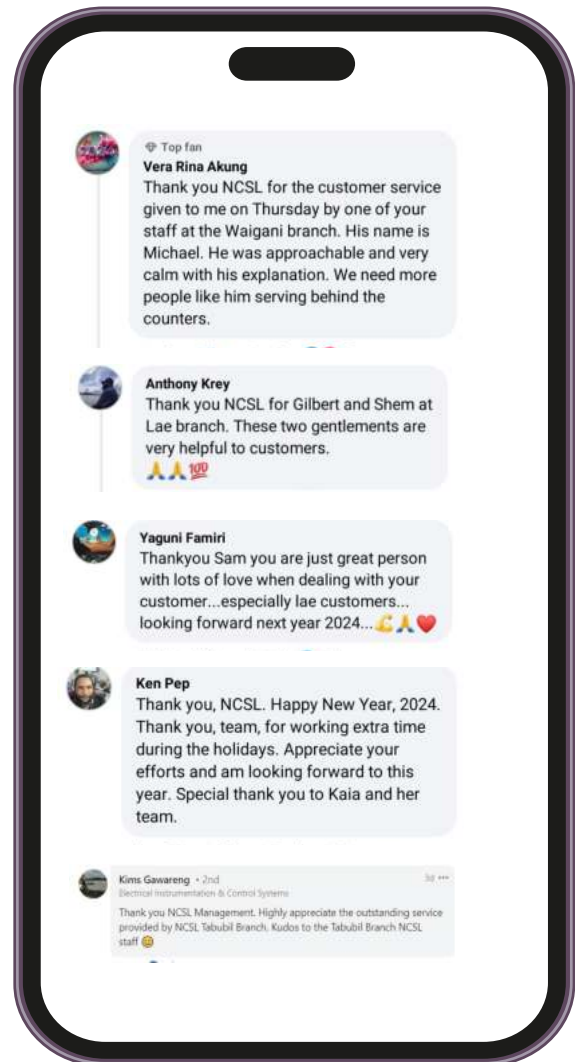 Top fan
Vera Rina Akung
Thank you NCSL for the customer service
given to me on Thursday by one of your
staff at the Waigani branch. His name is
Michael. He was approachable and very
calm with his explanation. We need more
people like him serving behind the
counters.
Anthony Krey
Thank you NCSL for Gilbert and Shem at
Lae branch. These two gentlements are
very helpful to customers.
🙏🙏💯
Yaguni Famiri
Thankyou Sam you are just great person
with lots of love when dealing with your
customer...especially lae customers...
looking forward next year 2024...💪🙏❤️
Ken Pep
Thank you, NCSL. Happy New Year, 2024.
Thank you, team, for working extra time
during the holidays. Appreciate your
efforts and am looking forward to this
year. Special thank you to Kaia and her
team.
Kims Gawareng • 2nd
3d •••
Electrical Instrumentation & Control Systems
Thank you NCSL Management. Highly appreciate the outstanding service
provided by NCSL Tabubil Branch. Kudos to the Tabubil Branch NCSL
staff 😊